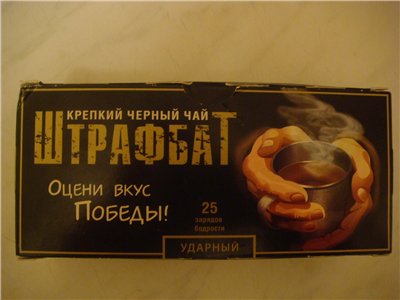 КРЕПКИЙ ЧЕРНЫЙ ЧАЙ
ШТРАФБАТ
ОЦЕНИ ВКУС
ПОБЕДЫ!
25
зарядов
бодрости
УДАРНЫЙ